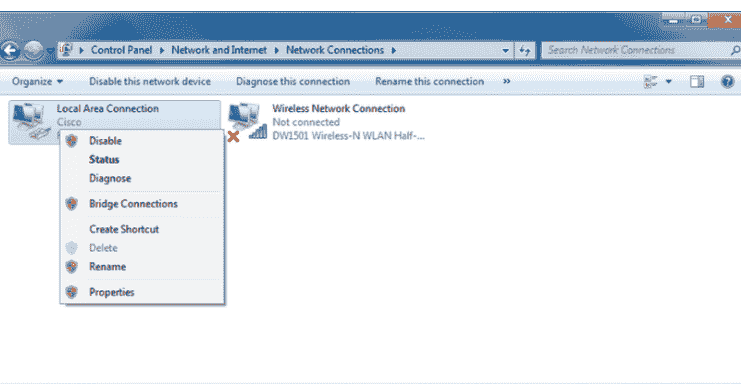 Control Panel Network and Internet Network Connections
Search Network Connections
Organize Disable this network device Diagnose this connection Rename this connection »
Local Area Connection
Cisco
Wireless Network Connection
Not connected
DW1501 Wireless-N WLAN Half-...
Disable
Status
Diagnose
Bridge Connections
Create Shortcut
Delete
Rename
Properties